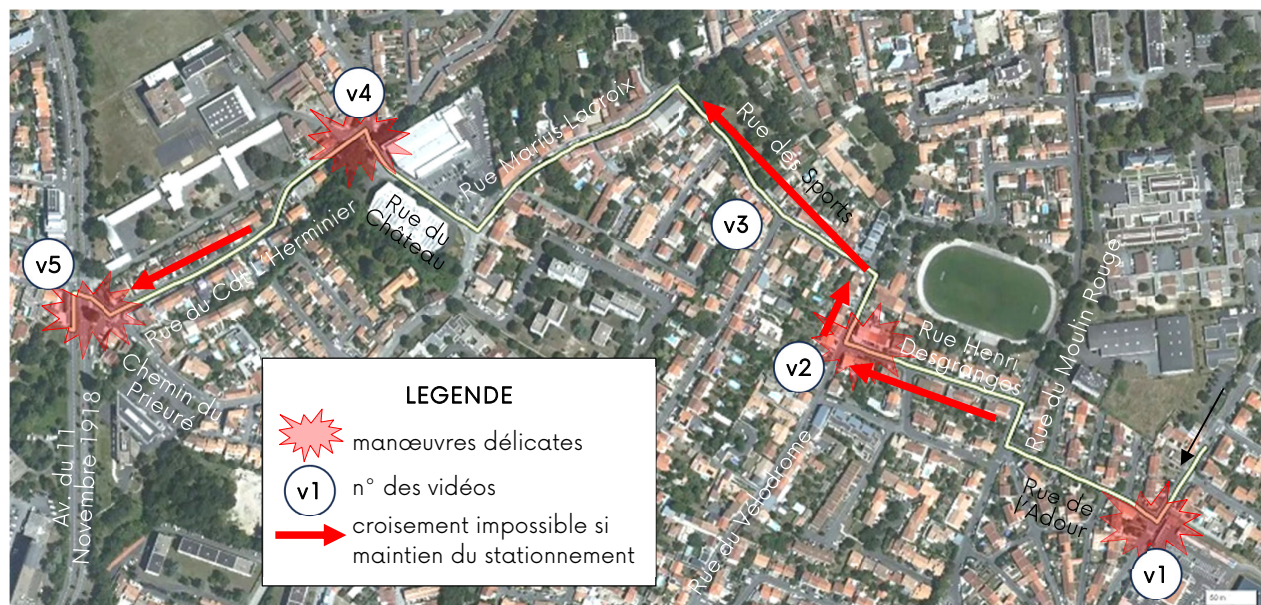 v4
Rue Marius Lacroix
Rue des Sports
v3
Rue du
Château
v5
Rue du Cdt L'Herminier
Chemin du
Prieuré
Av. du 11
Novembre 1918
Rue Henri
Desgranges
Rue du Moulin Rouge
v2
Rue du Vélodrome
Rue de
l'Adour
v1
LEGENDE
manœuvres délicates
v1
n° des vidéos
croisement impossible si
maintien du stationnement
50 m